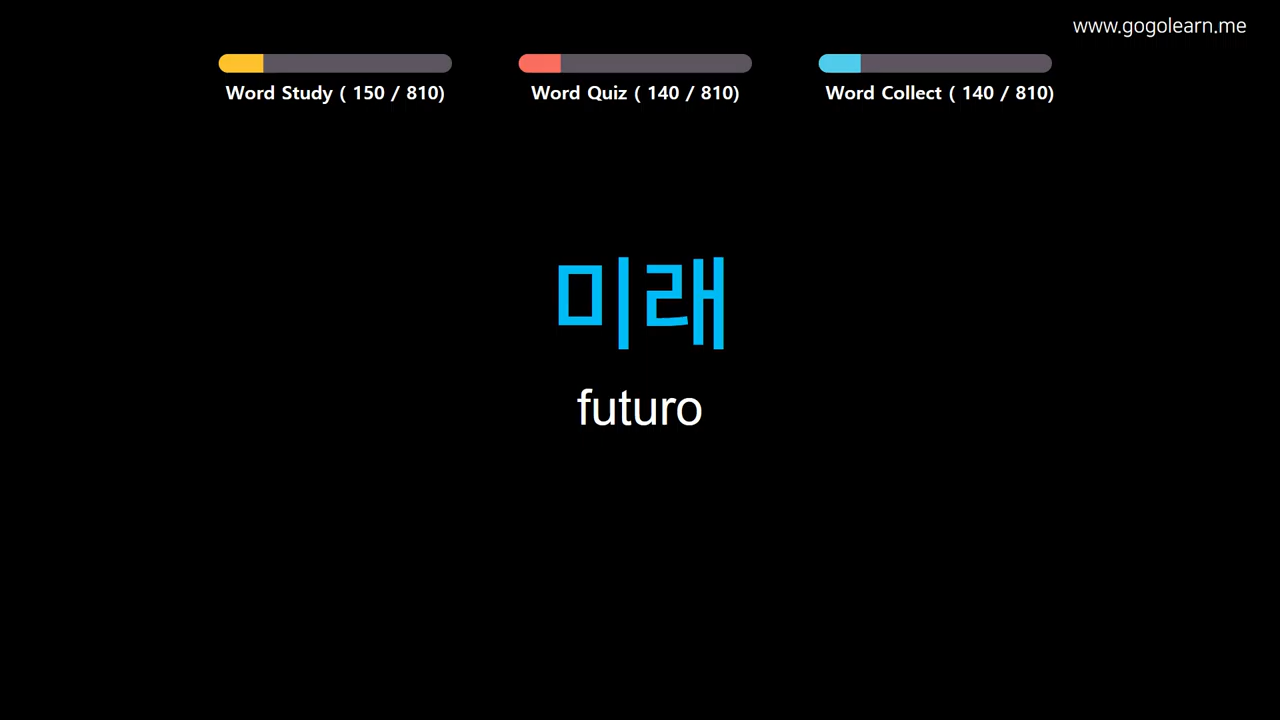 www.gogolearn.me
Word Study ( 150 / 810)
Word Quiz ( 140 / 810)
Word Collect ( 140 / 810)
미래
futuro